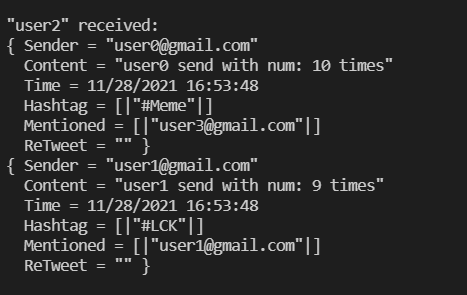 "user2" received:
{ Sender = "user0@gmail.com"
  Content = "user0 send with num: 10 times"
  Time = 11/28/2021 16:53:48
  Hashtag = [|"#Meme"|]
  Mentioned = [|"user3@gmail.com"|]
  ReTweet = "" }
{ Sender = "user1@gmail.com"
  Content = "user1 send with num: 9 times"
  Time = 11/28/2021 16:53:48
  Hashtag = [|"#LCK"|]
  Mentioned = [|"user1@gmail.com"|]
  ReTweet = "" }